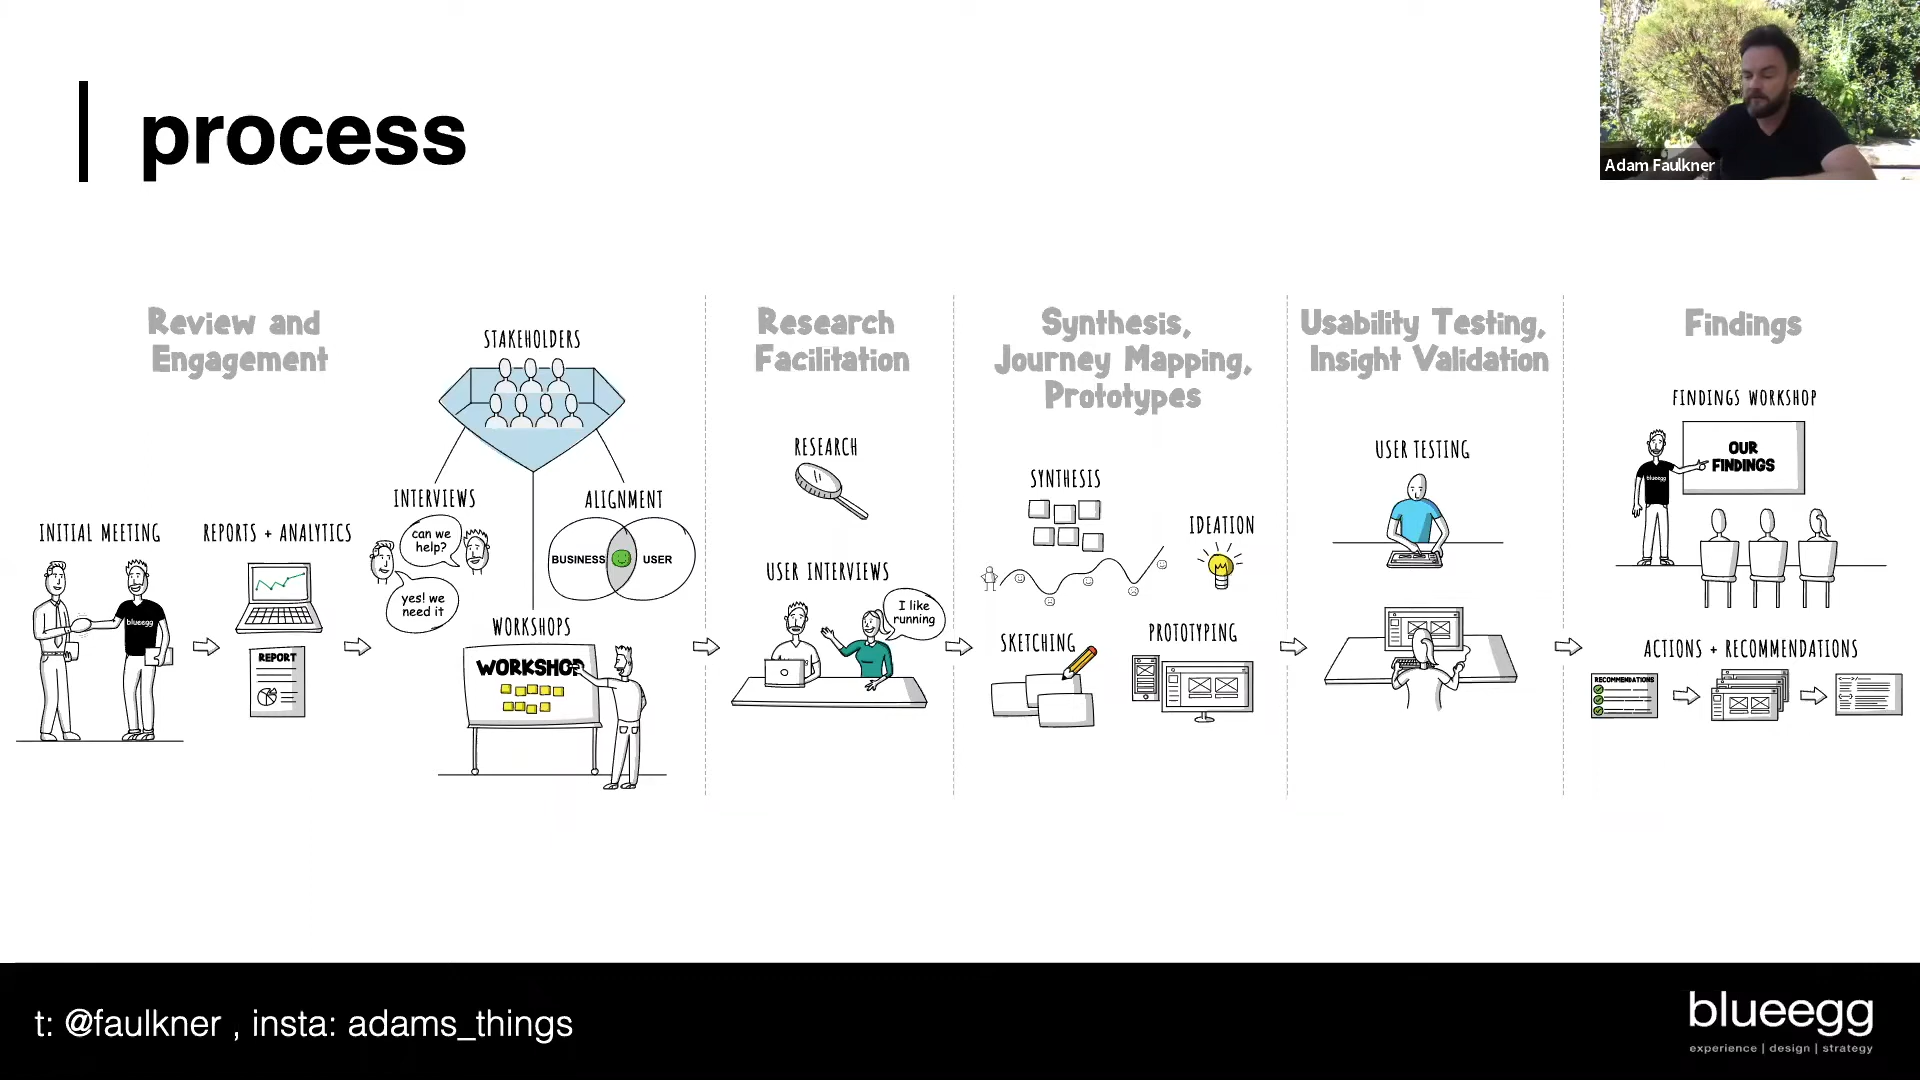 process
Adam Faulkner
Review and
Engagement
INITIAL MEETING
blueegg
REPORTS + ANALYTICS
REPORT
STAKEHOLDERS
INTERVIEWS
can we
help?
yes! we
need it
ALIGNMENT
BUSINESS
USER
WORKSHOPS
WORKSHOP
Research
Facilitation
RESEARCH
USER INTERVIEWS
I like
running
Synthesis,
Journey Mapping,
Prototypes
SYNTHESIS
IDEATION
SKETCHING
PROTOTYPING
Usability Testing,
Insight Validation
USER TESTING
Findings
FINDINGS WORKSHOP
OUR
FINDINGS
blueegg
ACTIONS + RECOMMENDATIONS
RECOMMENDATIONS
t: @faulkner , insta: adams_things
blueegg
experience | design | strategy